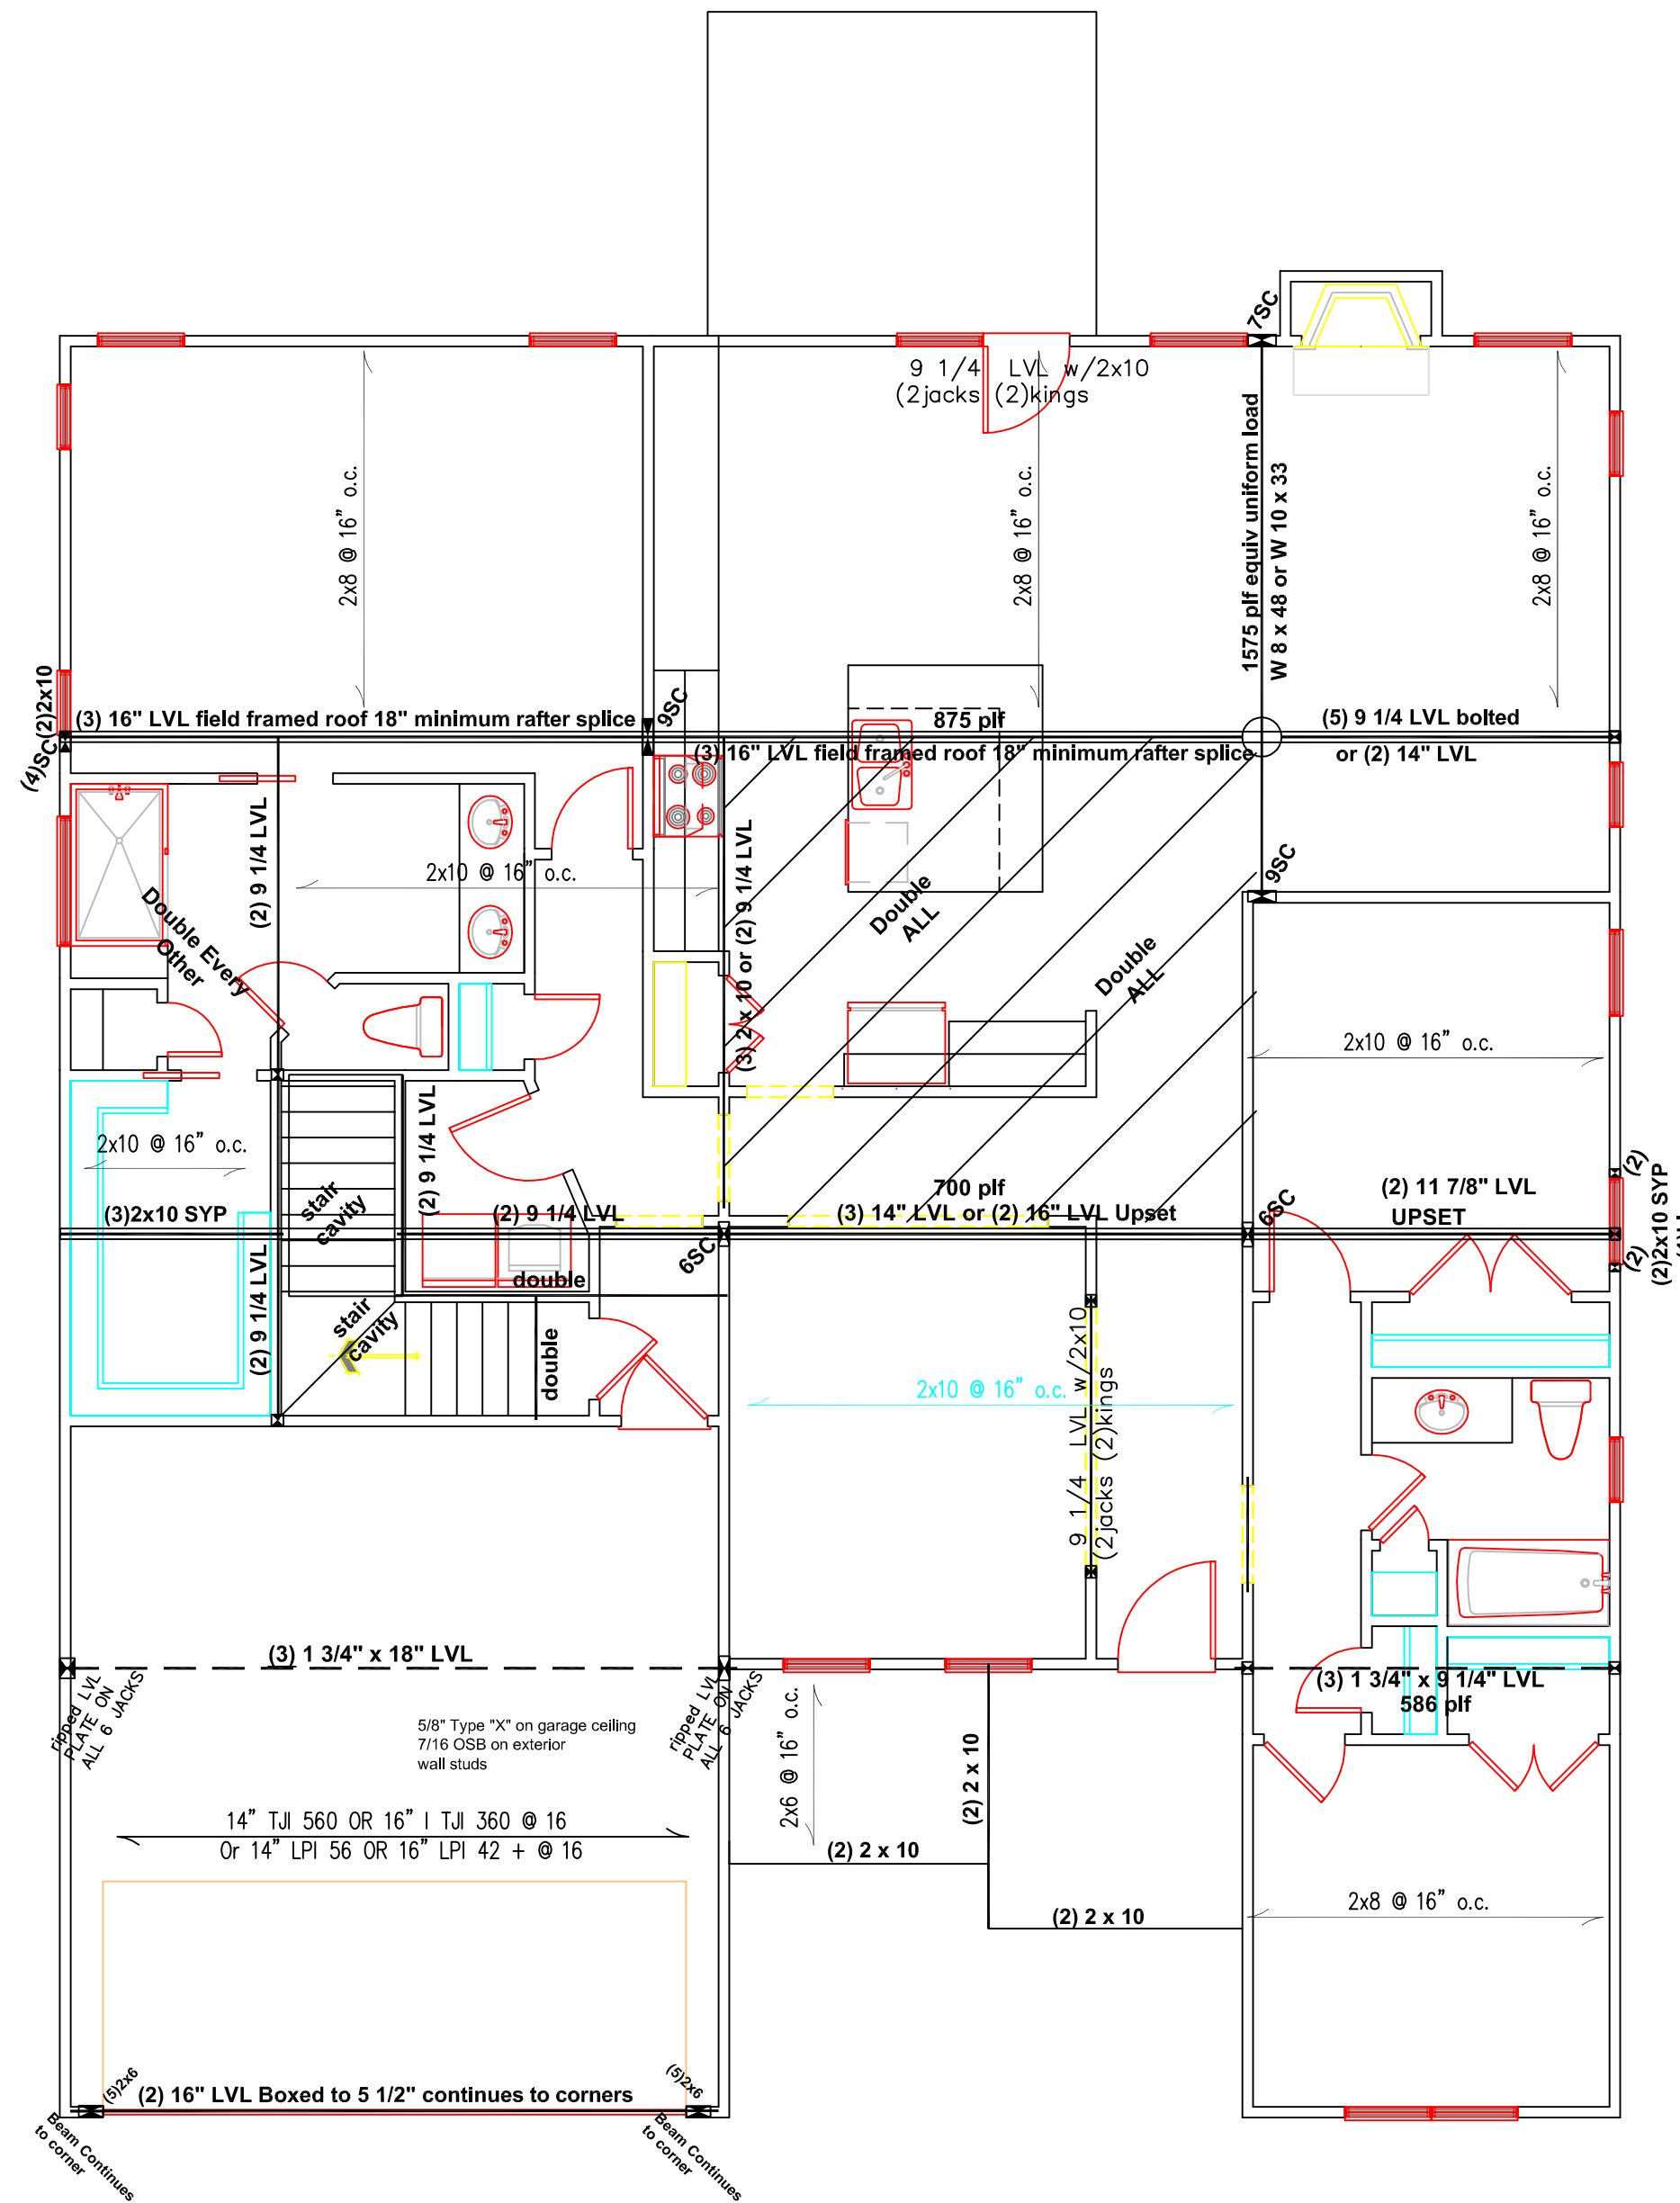 7SC
9 1/4 LVL w/2x10
(2jacks (2)kings
1575 plf equiv uniform load
W 8 x 48 or W 10 x 33
2x8 @ 16" o.c.
2x8 @ 16" o.c.
2x8 @ 16" o.c.
(2)2x10
(4)SC
(3) 16" LVL field framed roof 18" minimum rafter splice
9SC
875 plf
(3) 16" LVL field framed roof 18" minimum rafter splice
(5) 9 1/4 LVL bolted
or (2) 14" LVL
(2) 9 1/4 LVL
2x10 @ 16" o.c.
(3) 2x 10 or (2) 9 1/4 LVL
Double Every
Other
Double
ALL
Double
ALL
9SC
2x10 @ 16" o.c.
2x10 @ 16" o.c.
(2) 9 1/4 LVL
stair
cavity
(3)2x10 SYP
(2) 9 1/4 LVL
700 plf
(3) 14" LVL or (2) 16" LVL Upset
6SC
6SC
(2) 11 7/8" LVL
UPSET
(2)
(2)
(2)2x10 SYP
(2) 9 1/4 LVL
double
stair
cavity
double
2x10 @ 16" o.c.
9 1/4 LVL w/2x10
(2jacks (2)kings
(3) 1 3/4" x 18" LVL
ripped LVL
PLATE ON
ALL 6 JACKS
ripped LVL
PLATE ON
ALL 6 JACKS
(3) 1 3/4" x 9 1/4" LVL
586 plf
5/8" Type "X" on garage ceiling
7/16 OSB on exterior
wall studs
2x6 @ 16" o.c.
(2) 2 x 10
14" TJI 560 OR 16" I TJI 360 @ 16
Or 14" LPI 56 OR 16" LPI 42 + @ 16
(2) 2 x 10
(2) 2 x 10
2x8 @ 16" o.c.
(5)2x6
(2) 16" LVL Boxed to 5 1/2" continues to corners
(5)2x6
Beam Continues
to corner
Beam Continues
to corner